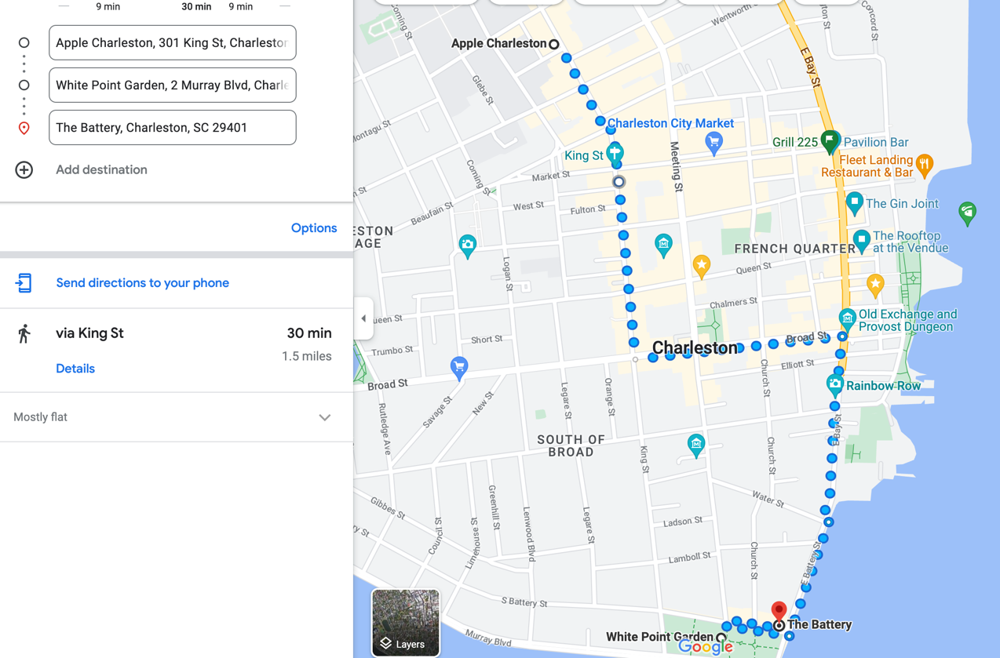 9 min
30 min
9 min
Apple Charleston, 301 King St, Charleston
White Point Garden, 2 Murray Blvd, Charle
The Battery, Charleston, SC 29401
Add destination
Options
Send directions to your phone
via King St
30 min
1.5 miles
Details
Mostly flat
Wentworth
Concord St
Coming St
E Bay St
Apple Charleston
Glebe St
Montagu St
Charleston City Market
Grill 225
Pavilion Bar
King St
Meeting St
Fleet Landing
Restaurant & Bar
Coming St
Market St
Beaufain St
West St
Fulton St
The Gin Joint
ESTON
AGE
The Rooftop
at the Vendue
FRENCH QUARTER
Logan St
Queen St
Chalmers St
Old Exchange and
Provost Dungeon
ueen St
Short St
Broad St
Charleston
Trumbo St
Elliott St
Church St
Broad St
Rainbow Row
Savage St
New St
Legare St
Orange St
Rutledge Ave
E Bay St
SOUTH OF
BROAD
King St
Church St
Water St
Gibbes St
Greenhill St
Ladson St
Council St
Limehouse St
Lenwood Blvd
Legare St
Church St
Lamboll St
E Battery St
S Battery St
The Battery
White Point Garden
Murray Blvd
Google
Layers